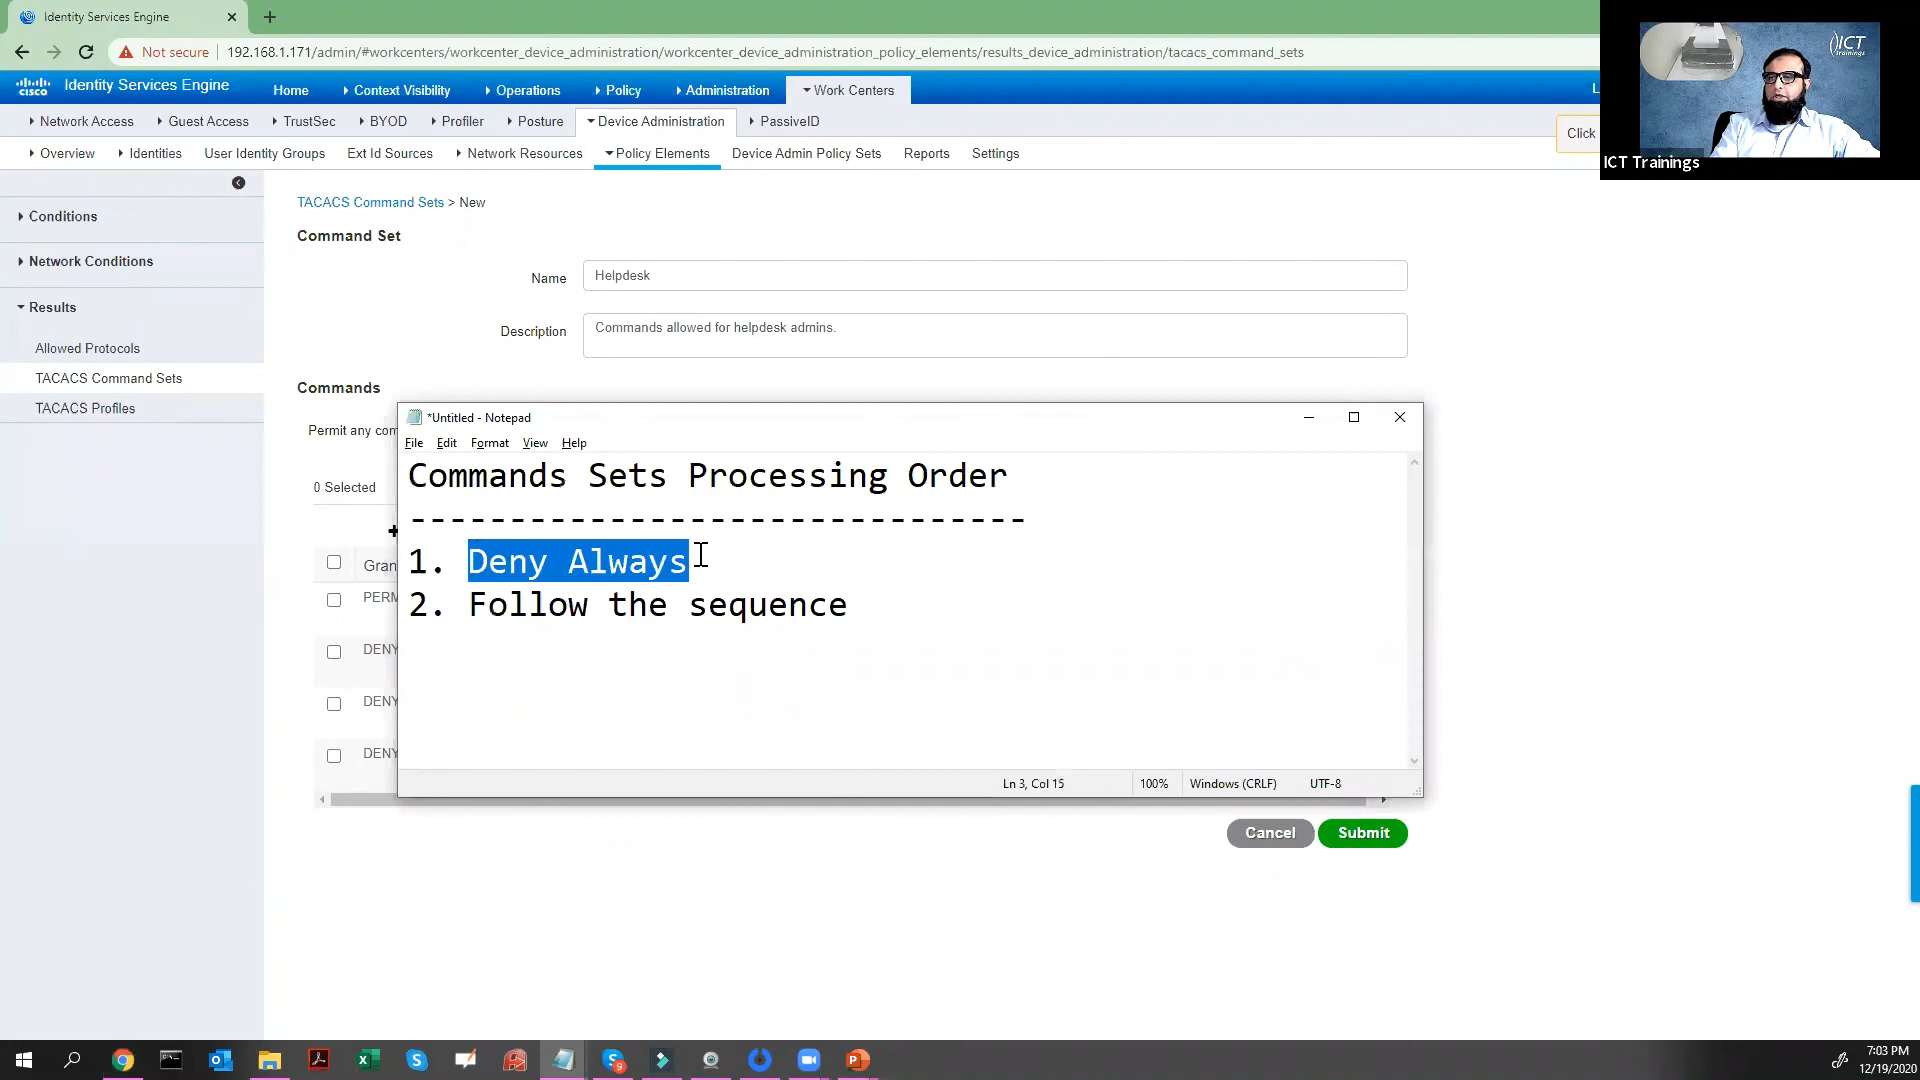 Identity Services Engine
Not secure
192.168.1.171/admin/#workcenters/workcenter_device_administration/workcenter_device_administration_policy_elements/results_device_administration/tacacs_command_sets
CISCO Identity Services Engine
Home
Context Visibility
Operations
Policy
Administration
Work Centers
Network Access
Guest Access
TrustSec
BYOD
Profiler
Posture
Device Administration
PassiveID
Click
Overview
Identities
User Identity Groups
Ext Id Sources
Network Resources
Policy Elements
Device Admin Policy Sets
Reports
Settings
ICT trainings
ICT Trainings
Conditions
Network Conditions
Results
Allowed Protocols
TACACS Command Sets
TACACS Profiles
TACACS Command Sets > New
Command Set
Name
Helpdesk
Description
Commands allowed for helpdesk admins.
Commands
Permit any
0 Selected
DENY
DENY
DENY
*Untitled - Notepad
File Edit Format View Help
Commands Sets Processing Order
-------------------------------
1. Deny Always
2. Follow the sequence
Ln 3, Col 15
100%
Windows (CRLF)
UTF-8
Cancel
Submit
9
7:03 PM
12/19/2020